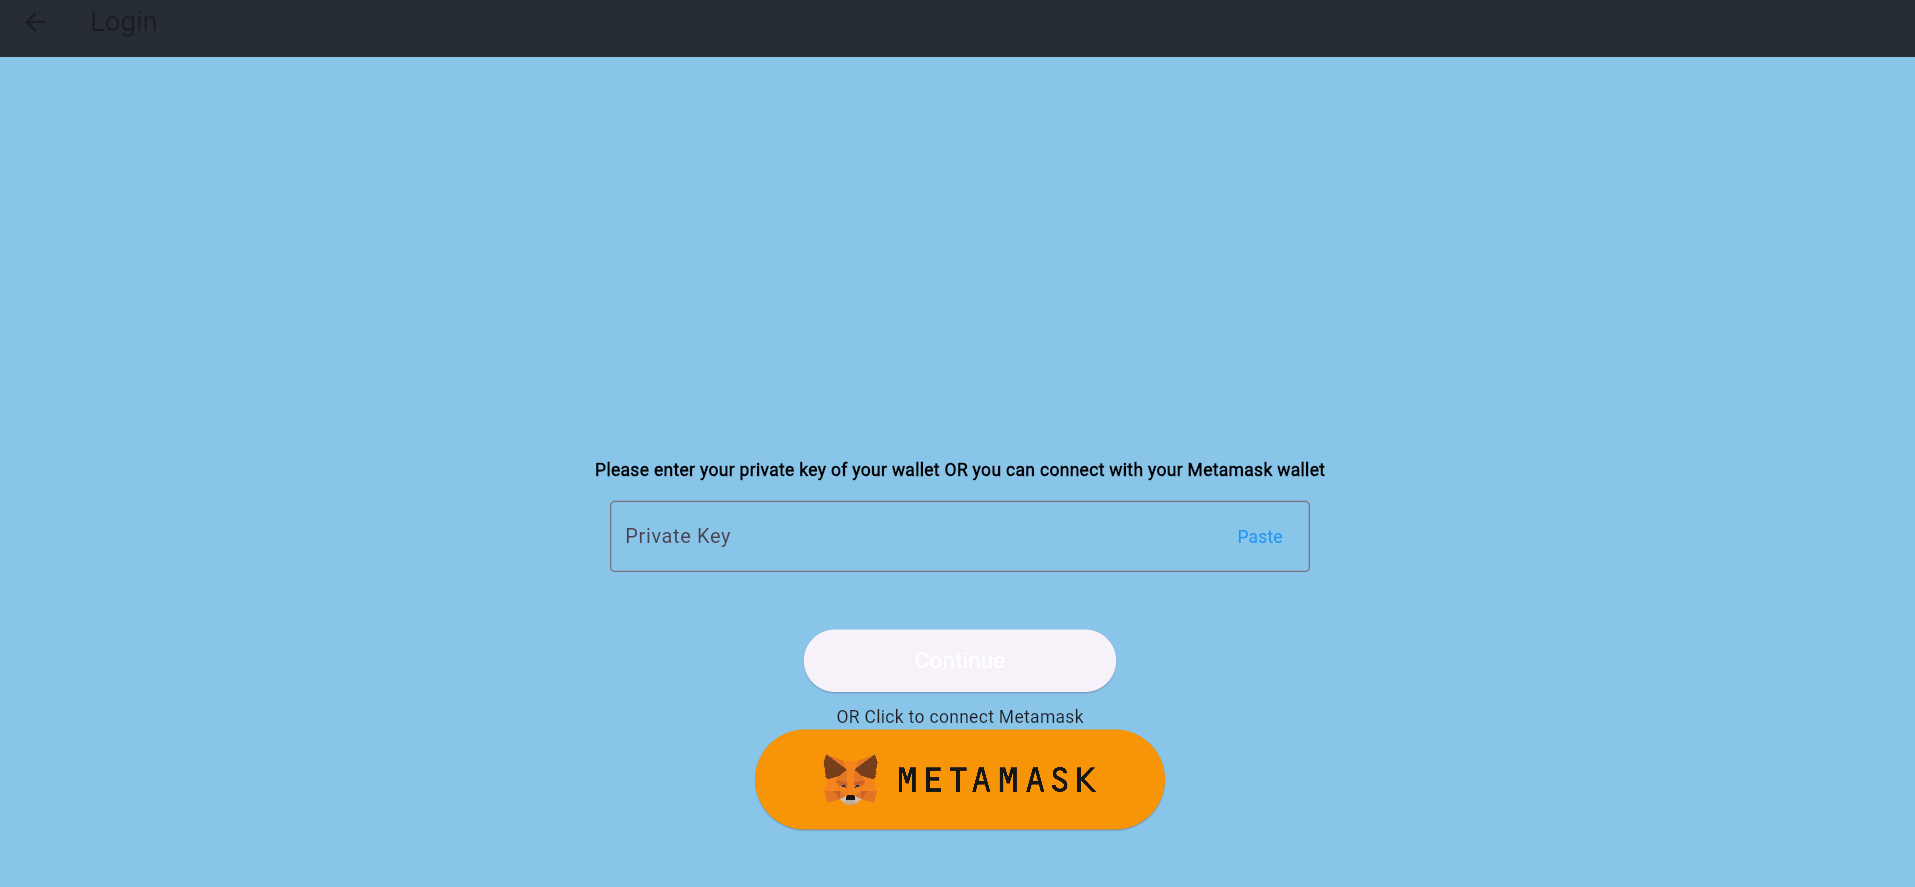 Login
Please enter your private key of your wallet OR you can connect with your Metamask wallet
Private Key
Paste
Continue
OR Click to connect Metamask
METAMASK